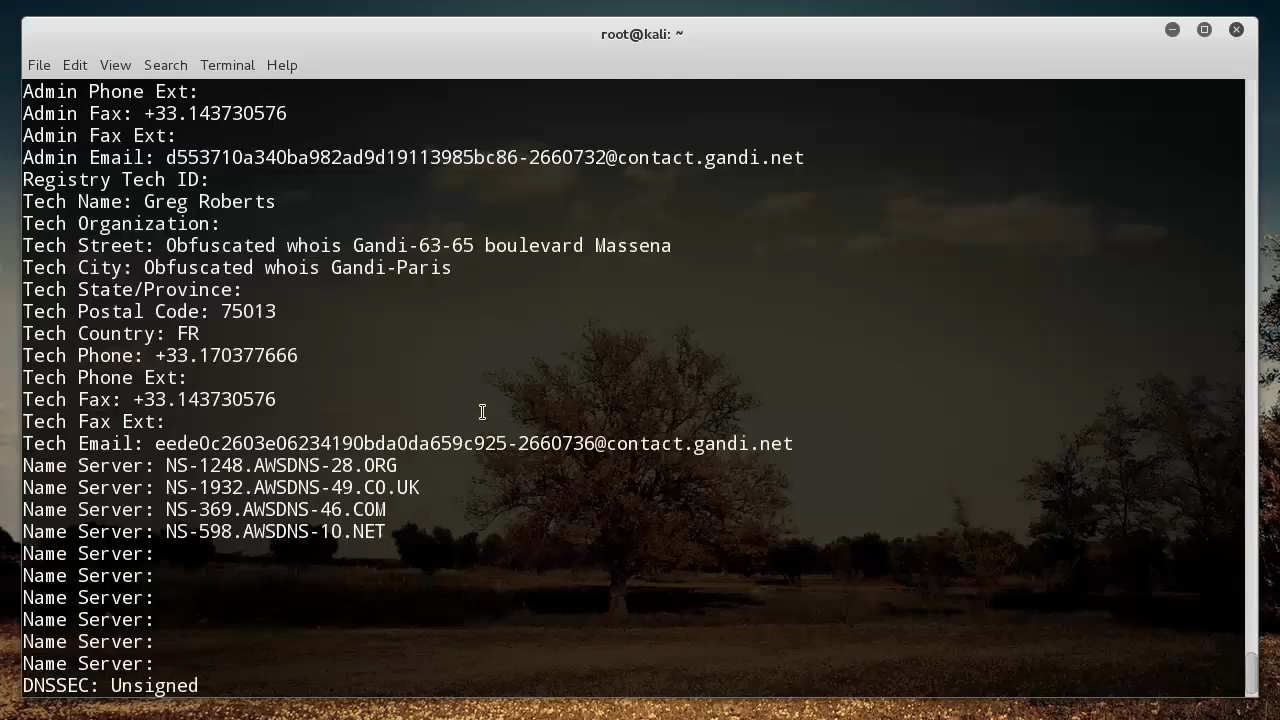 root@kali: ~
File Edit View Search Terminal Help
Admin Phone Ext:
Admin Fax: +33.143730576
Admin Fax Ext:
Admin Email: d553710a340ba982ad9d19113985bc86-2660732@contact.gandi.net
Registry Tech ID:
Tech Name: Greg Roberts
Tech Organization:
Tech Street: Obfuscated whois Gandi-63-65 boulevard Massena
Tech City: Obfuscated whois Gandi-Paris
Tech State/Province:
Tech Postal Code: 75013
Tech Country: FR
Tech Phone: +33.170377666
Tech Phone Ext:
Tech Fax: +33.143730576
Tech Fax Ext:
Tech Email: eede0c2603e06234190bda0da659c925-2660736@contact.gandi.net
Name Server: NS-1248.AWSDNS-28.ORG
Name Server: NS-1932.AWSDNS-49.CO.UK
Name Server: NS-369.AWSDNS-46.COM
Name Server: NS-598.AWSDNS-10.NET
Name Server:
Name Server:
Name Server:
Name Server:
Name Server:
Name Server:
DNSSEC: Unsigned